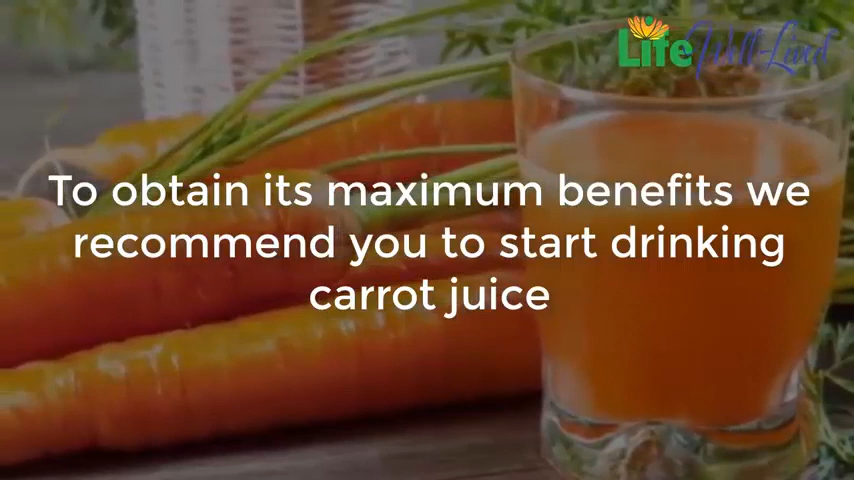 Life Well-Lived
To obtain its maximum benefits we
recommend you to start drinking
carrot juice